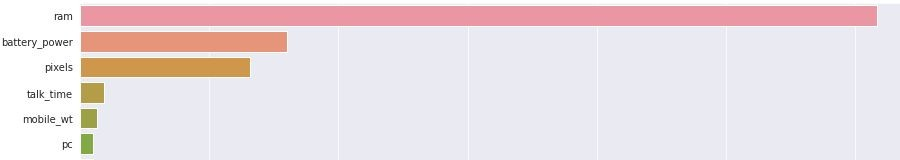 ram
battery_power
pixels
talk_time
mobile_wt
pc